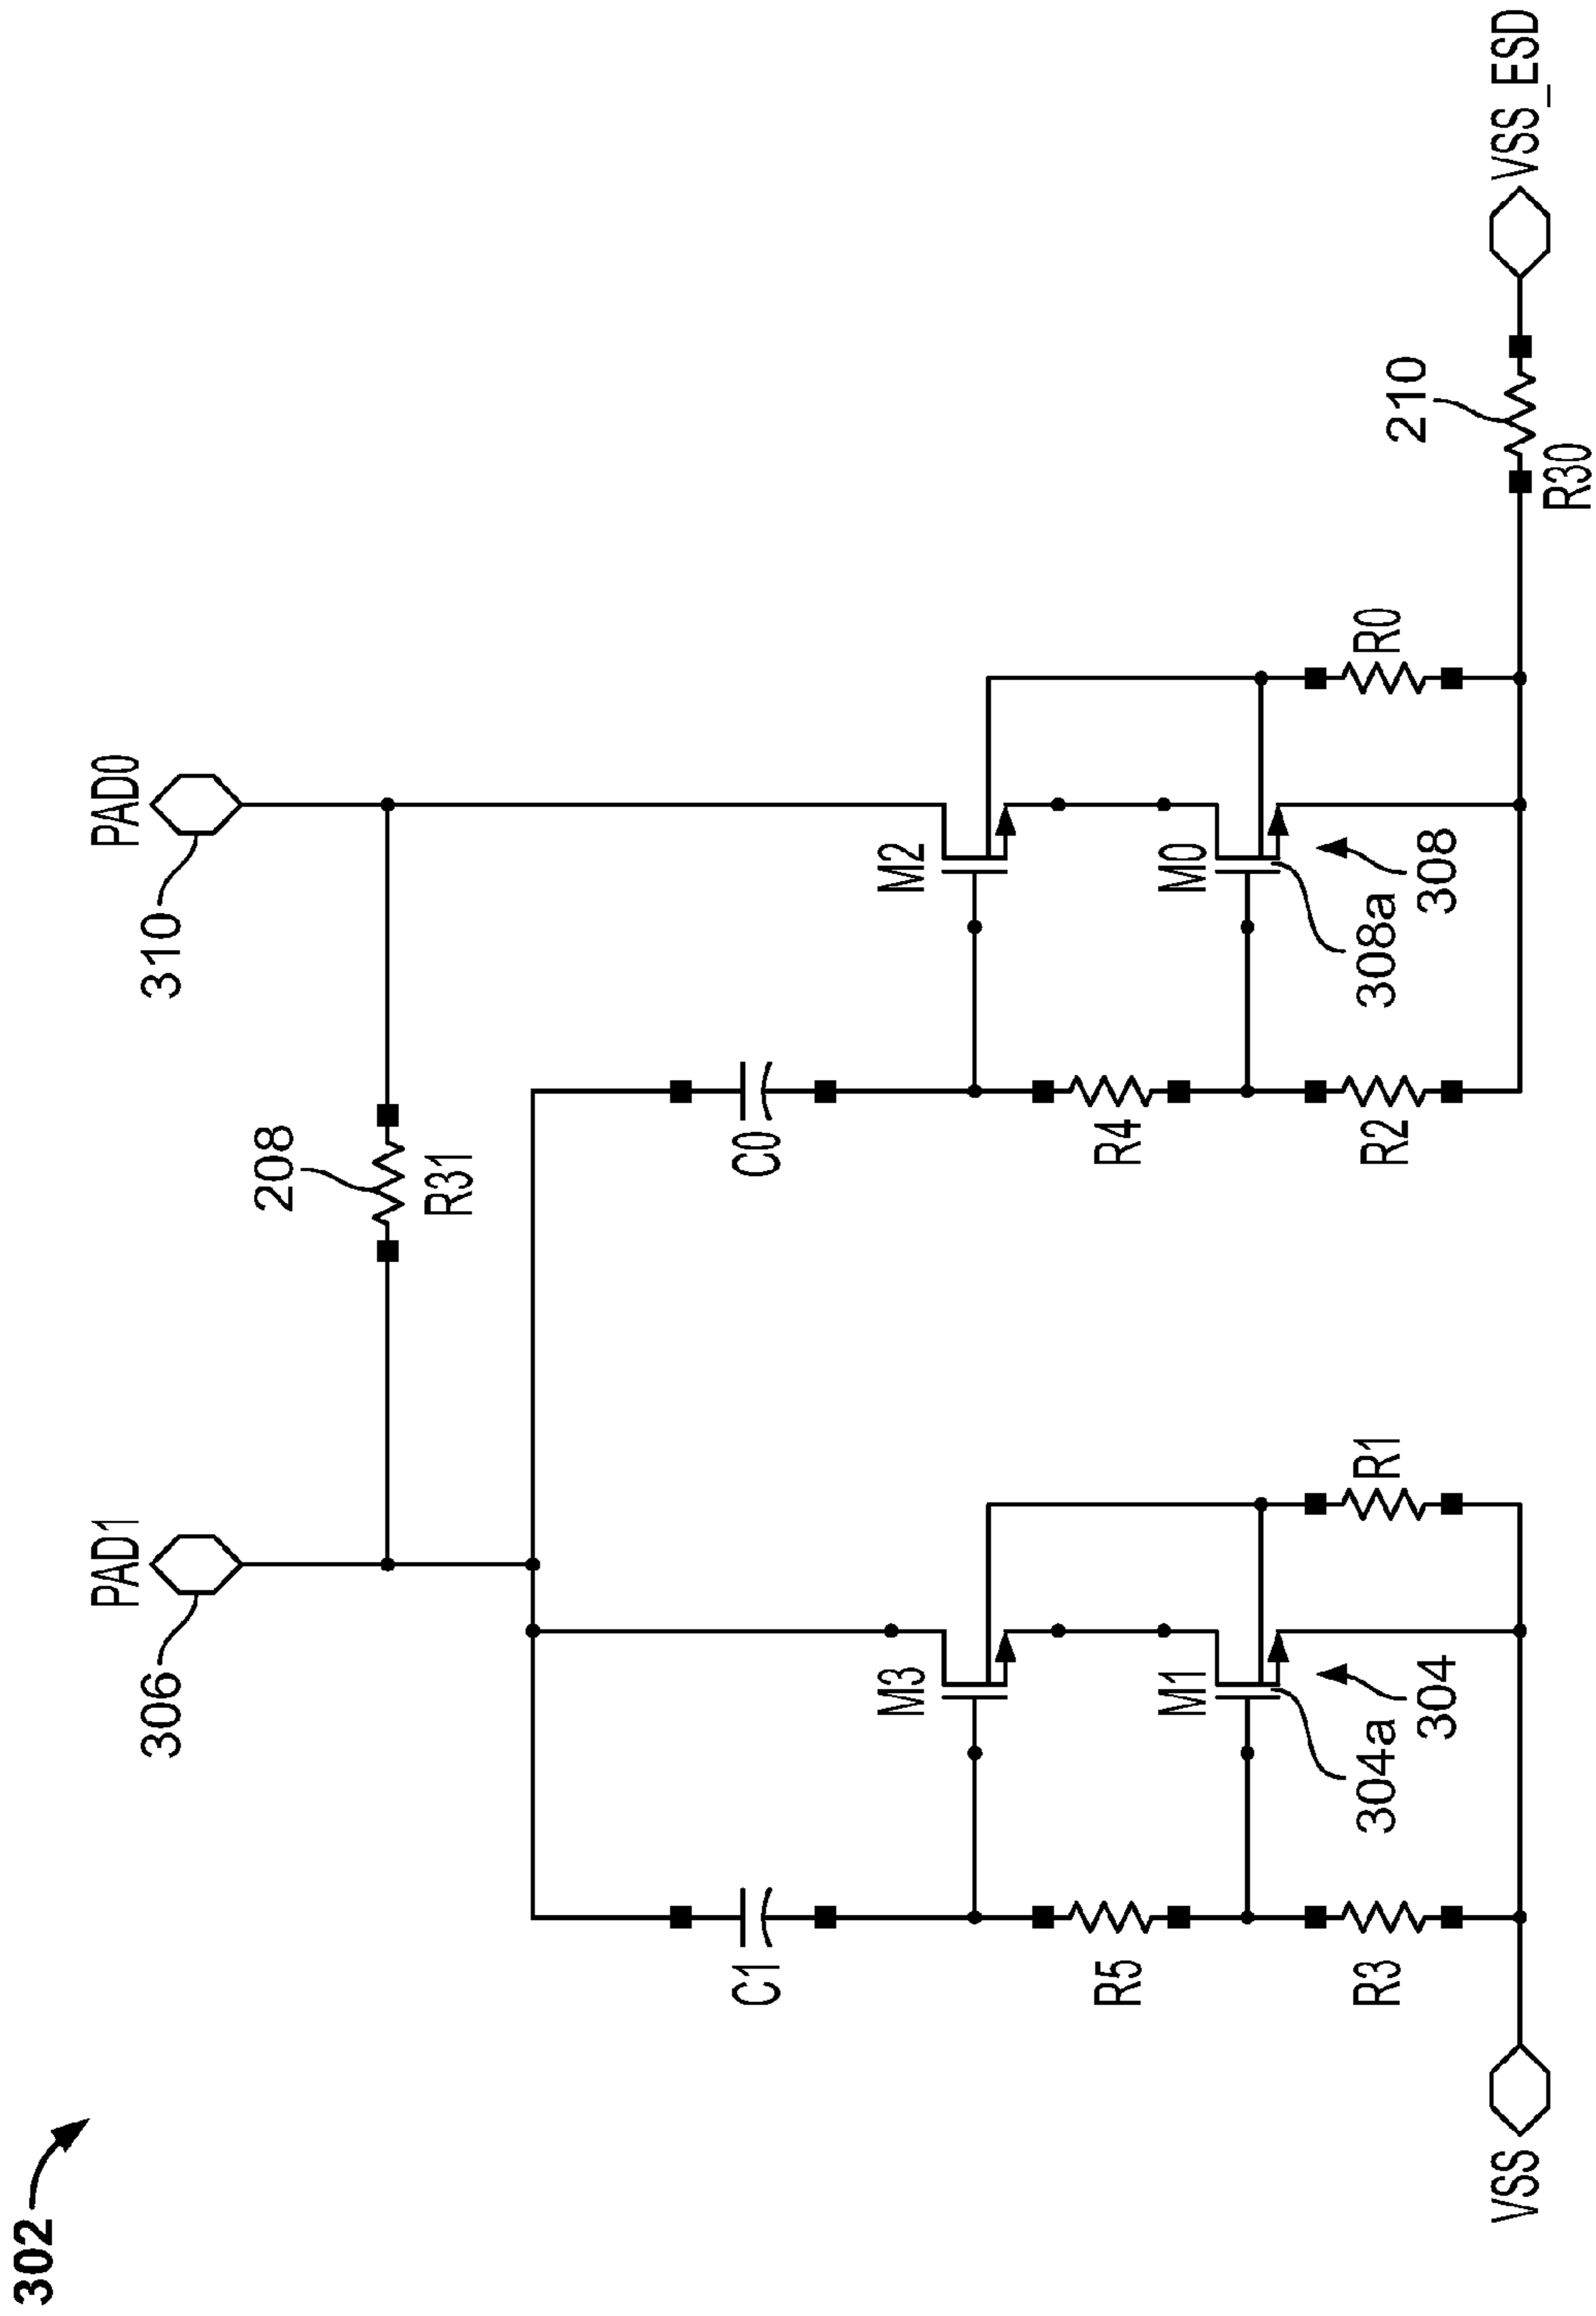 302
PAD1
306
208
R31
PAD0
310
C1
C0
M3
M2
R5
M1
R4
M0
304a
304
308a
308
R3
R1
R2
R0
210
R30
VSS
VSS_ESD